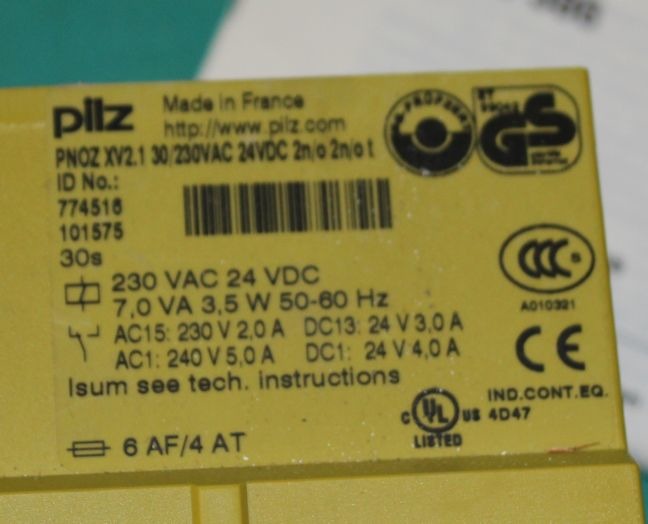 pilz
Made in France
http://www.pilz.com
PNOZ XV2.1 30/230VAC 24VDC 2n/o 2n/o t
ID No.:
774516
101575
30s
230 VAC 24 VDC
7,0 VA 3,5 W 50-60 Hz
AC15: 230 V 2,0 A DC13: 24 V 3,0 A
AC1: 240 V 5,0 A DC1: 24 V 4,0 A
Isum see tech. instructions
6 AF/4 AT
GS
CCC S
A010321
CE
IND.CONT.EQ.
C UL US 4D47
LISTED